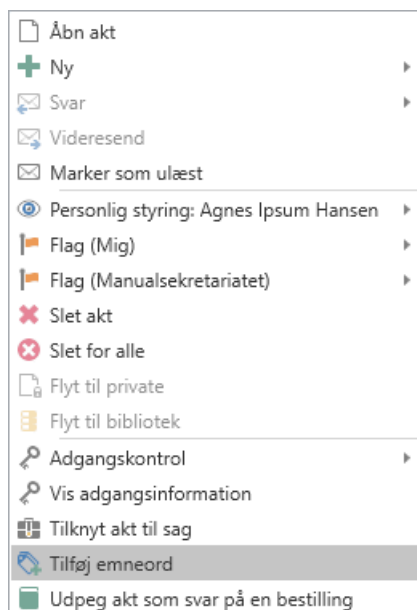 Åbn akt
Ny
Svar
Videresend
Marker som ulæst
Personlig styring: Agnes Ipsum Hansen
Flag (Mig)
Flag (Manualsekretariatet)
Slet akt
Slet for alle
Flyt til private
Flyt til bibliotek
Adgangskontrol
Vis adgangsinformation
Tilknyt akt til sag
Tilføj emneord
Udpeg akt som svar på en bestilling